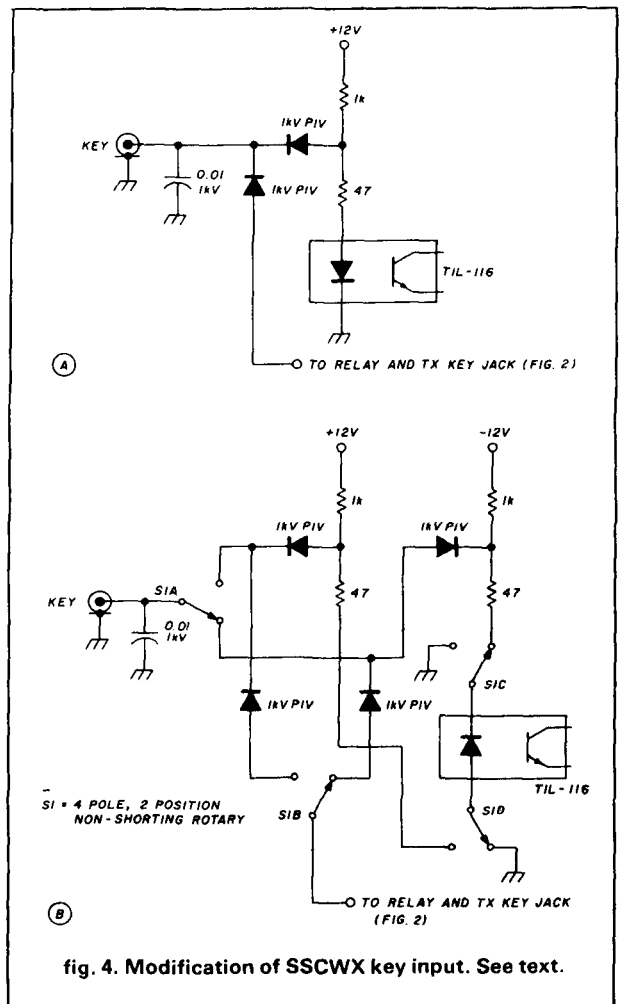 +12V
1k
1kV PIV
KEY
0.01
1kV
1kV PIV
47
TIL-116
A
TO RELAY AND TX KEY JACK (FIG. 2)
+12V
-12V
1k
1k
1kV PIV
1kV PIV
S1A
KEY
47
47
0.01
1kV
S1C
1kV PIV
1kV PIV
TIL-116
S1 = 4 POLE, 2 POSITION
NON-SHORTING ROTARY
S1B
S1D
TO RELAY AND TX KEY JACK
(FIG. 2)
B
fig. 4. Modification of SSCWX key input. See text.